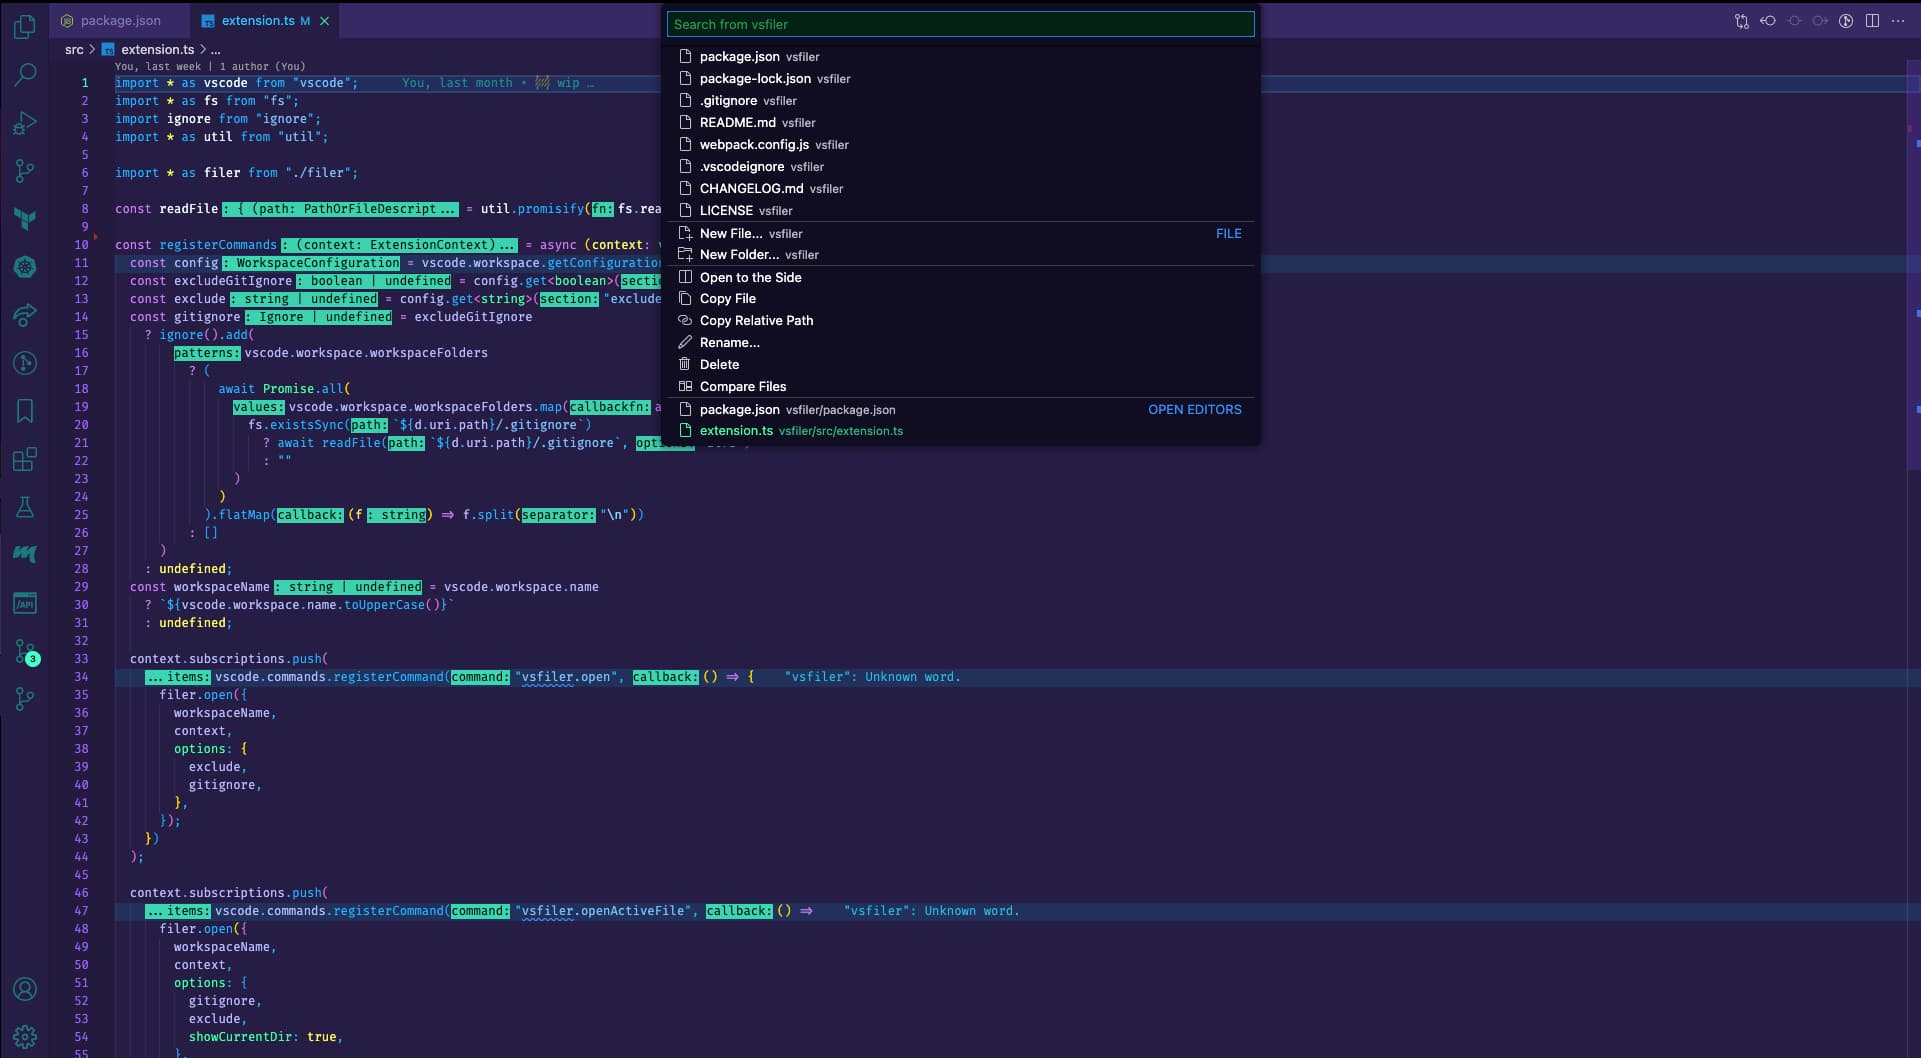 package.json
TS extension.ts M
src > TS extension.ts > ...
You, last week | 1 author (You)
1 import * as vscode from "vscode"; You, last month • 🚧 wip …
2 import * as fs from "fs";
3 import ignore from "ignore";
4 import * as util from "util";
5
6 import * as filer from "./filer";
7
8 const readFile: { (path: PathOrFileDescript... = util.promisify(fn: fs.rea
9
10 const registerCommands: (context: ExtensionContext)... = async (context:
11 const config: WorkspaceConfiguration = vscode.workspace.getConfiguration
12 const excludeGitIgnore: boolean | undefined = config.get<boolean>(
13 const exclude: string | undefined = config.get<string>(section: "exclude
14 const gitignore: Ignore | undefined = excludeGitIgnore
15 ? ignore().add(
16 patterns: vscode.workspace.workspaceFolders
17 ? (
18 await Promise.all(
19 values: vscode.workspace.workspaceFolders.map(callbackfn: a
20 fs.existsSync(path: `${d.uri.path}/.gitignore`)
21 ? await readFile(path: `${d.uri.path}/.gitignore`,
22 : ""
23 )
24 )
25 ).flatMap(callback: (f: string) => f.split(separator: "\n"))
26 : []
27 )
28 : undefined;
29 const workspaceName: string | undefined = vscode.workspace.name
30 ? `${vscode.workspace.name.toUpperCase()}`
31 : undefined;
32
33 context.subscriptions.push(
34 ...items: vscode.commands.registerCommand(command: "vsfiler.open", callback: () => { "vsfiler": Unknown word.
35 filer.open({
36 workspaceName,
37 context,
38 options: {
39 exclude,
40 gitignore,
41 },
42 });
43 })
44 );
45
46 context.subscriptions.push(
47 ...items: vscode.commands.registerCommand(command: "vsfiler.openActiveFile", callback: () => "vsfiler": Unknown word.
48 filer.open({
49 workspaceName,
50 context,
51 options: {
52 gitignore,
53 exclude,
54 showCurrentDir: true,
55 },
Search from vsfiler
package.json vsfiler
package-lock.json vsfiler
.gitignore vsfiler
README.md vsfiler
webpack.config.js vsfiler
.vscodeignore vsfiler
CHANGELOG.md vsfiler
LICENSE vsfiler
New File... vsfiler FILE
New Folder... vsfiler
Open to the Side
Copy File
Copy Relative Path
Rename...
Delete
Compare Files
package.json vsfiler/package.json OPEN EDITORS
extension.ts vsfiler/src/extension.ts
/API
3